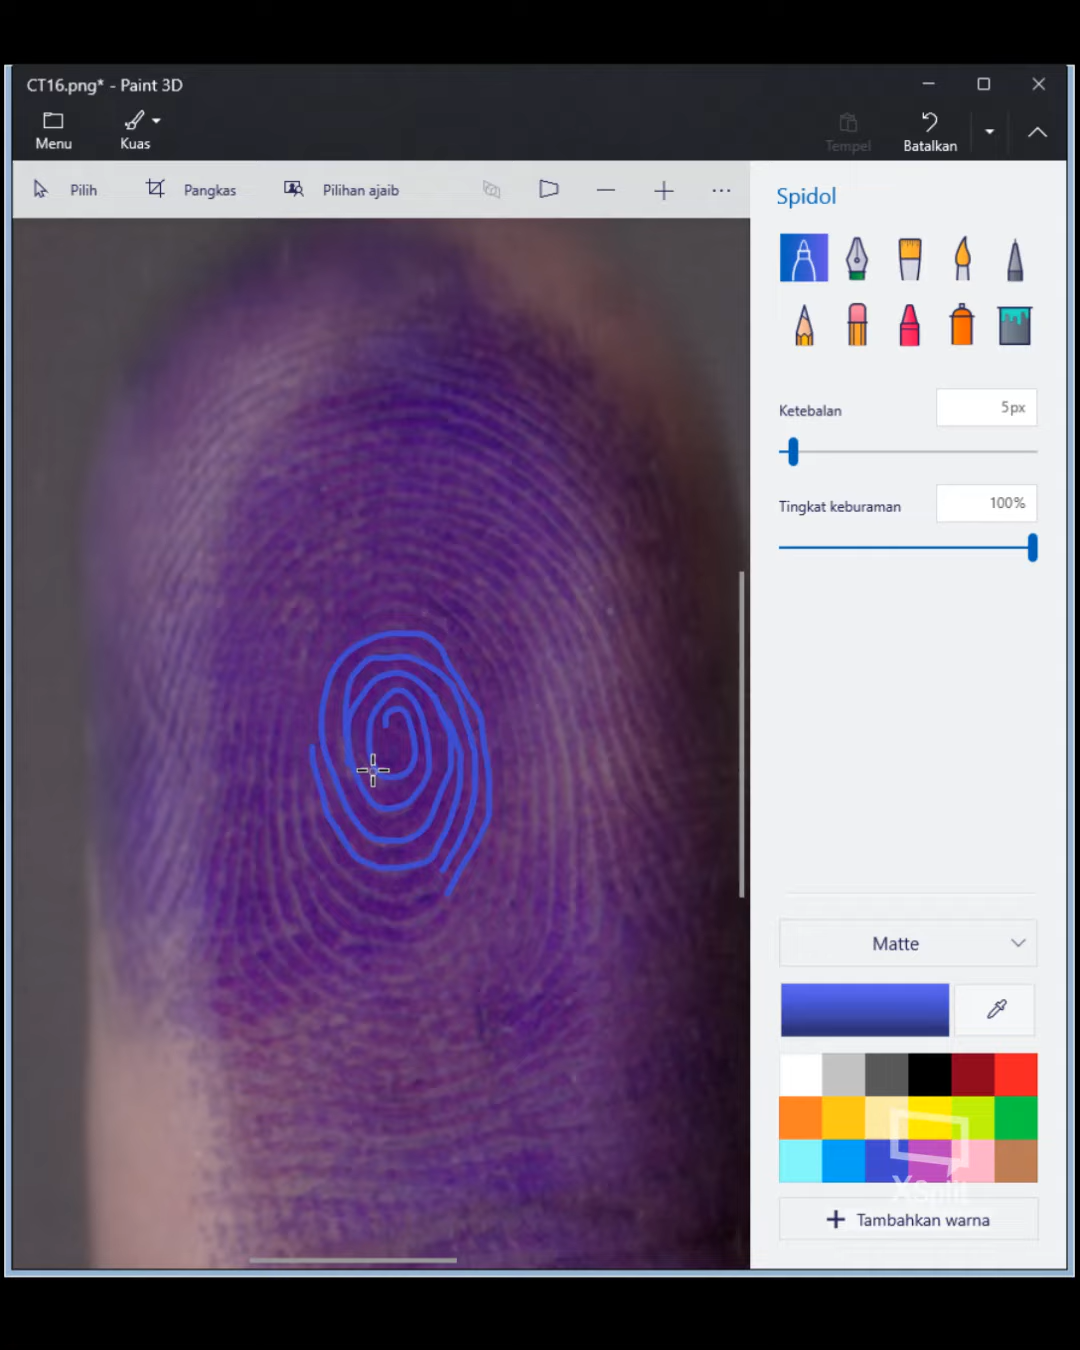 CT16.png* - Paint 3D
Menu
Kuas
Tempel
Batalkan
Pilih
Pangkas
Pilihan ajaib
Spidol
Ketebalan
5px
Tingkat keburaman
100%
Matte
XSplit
Tambahkan warna